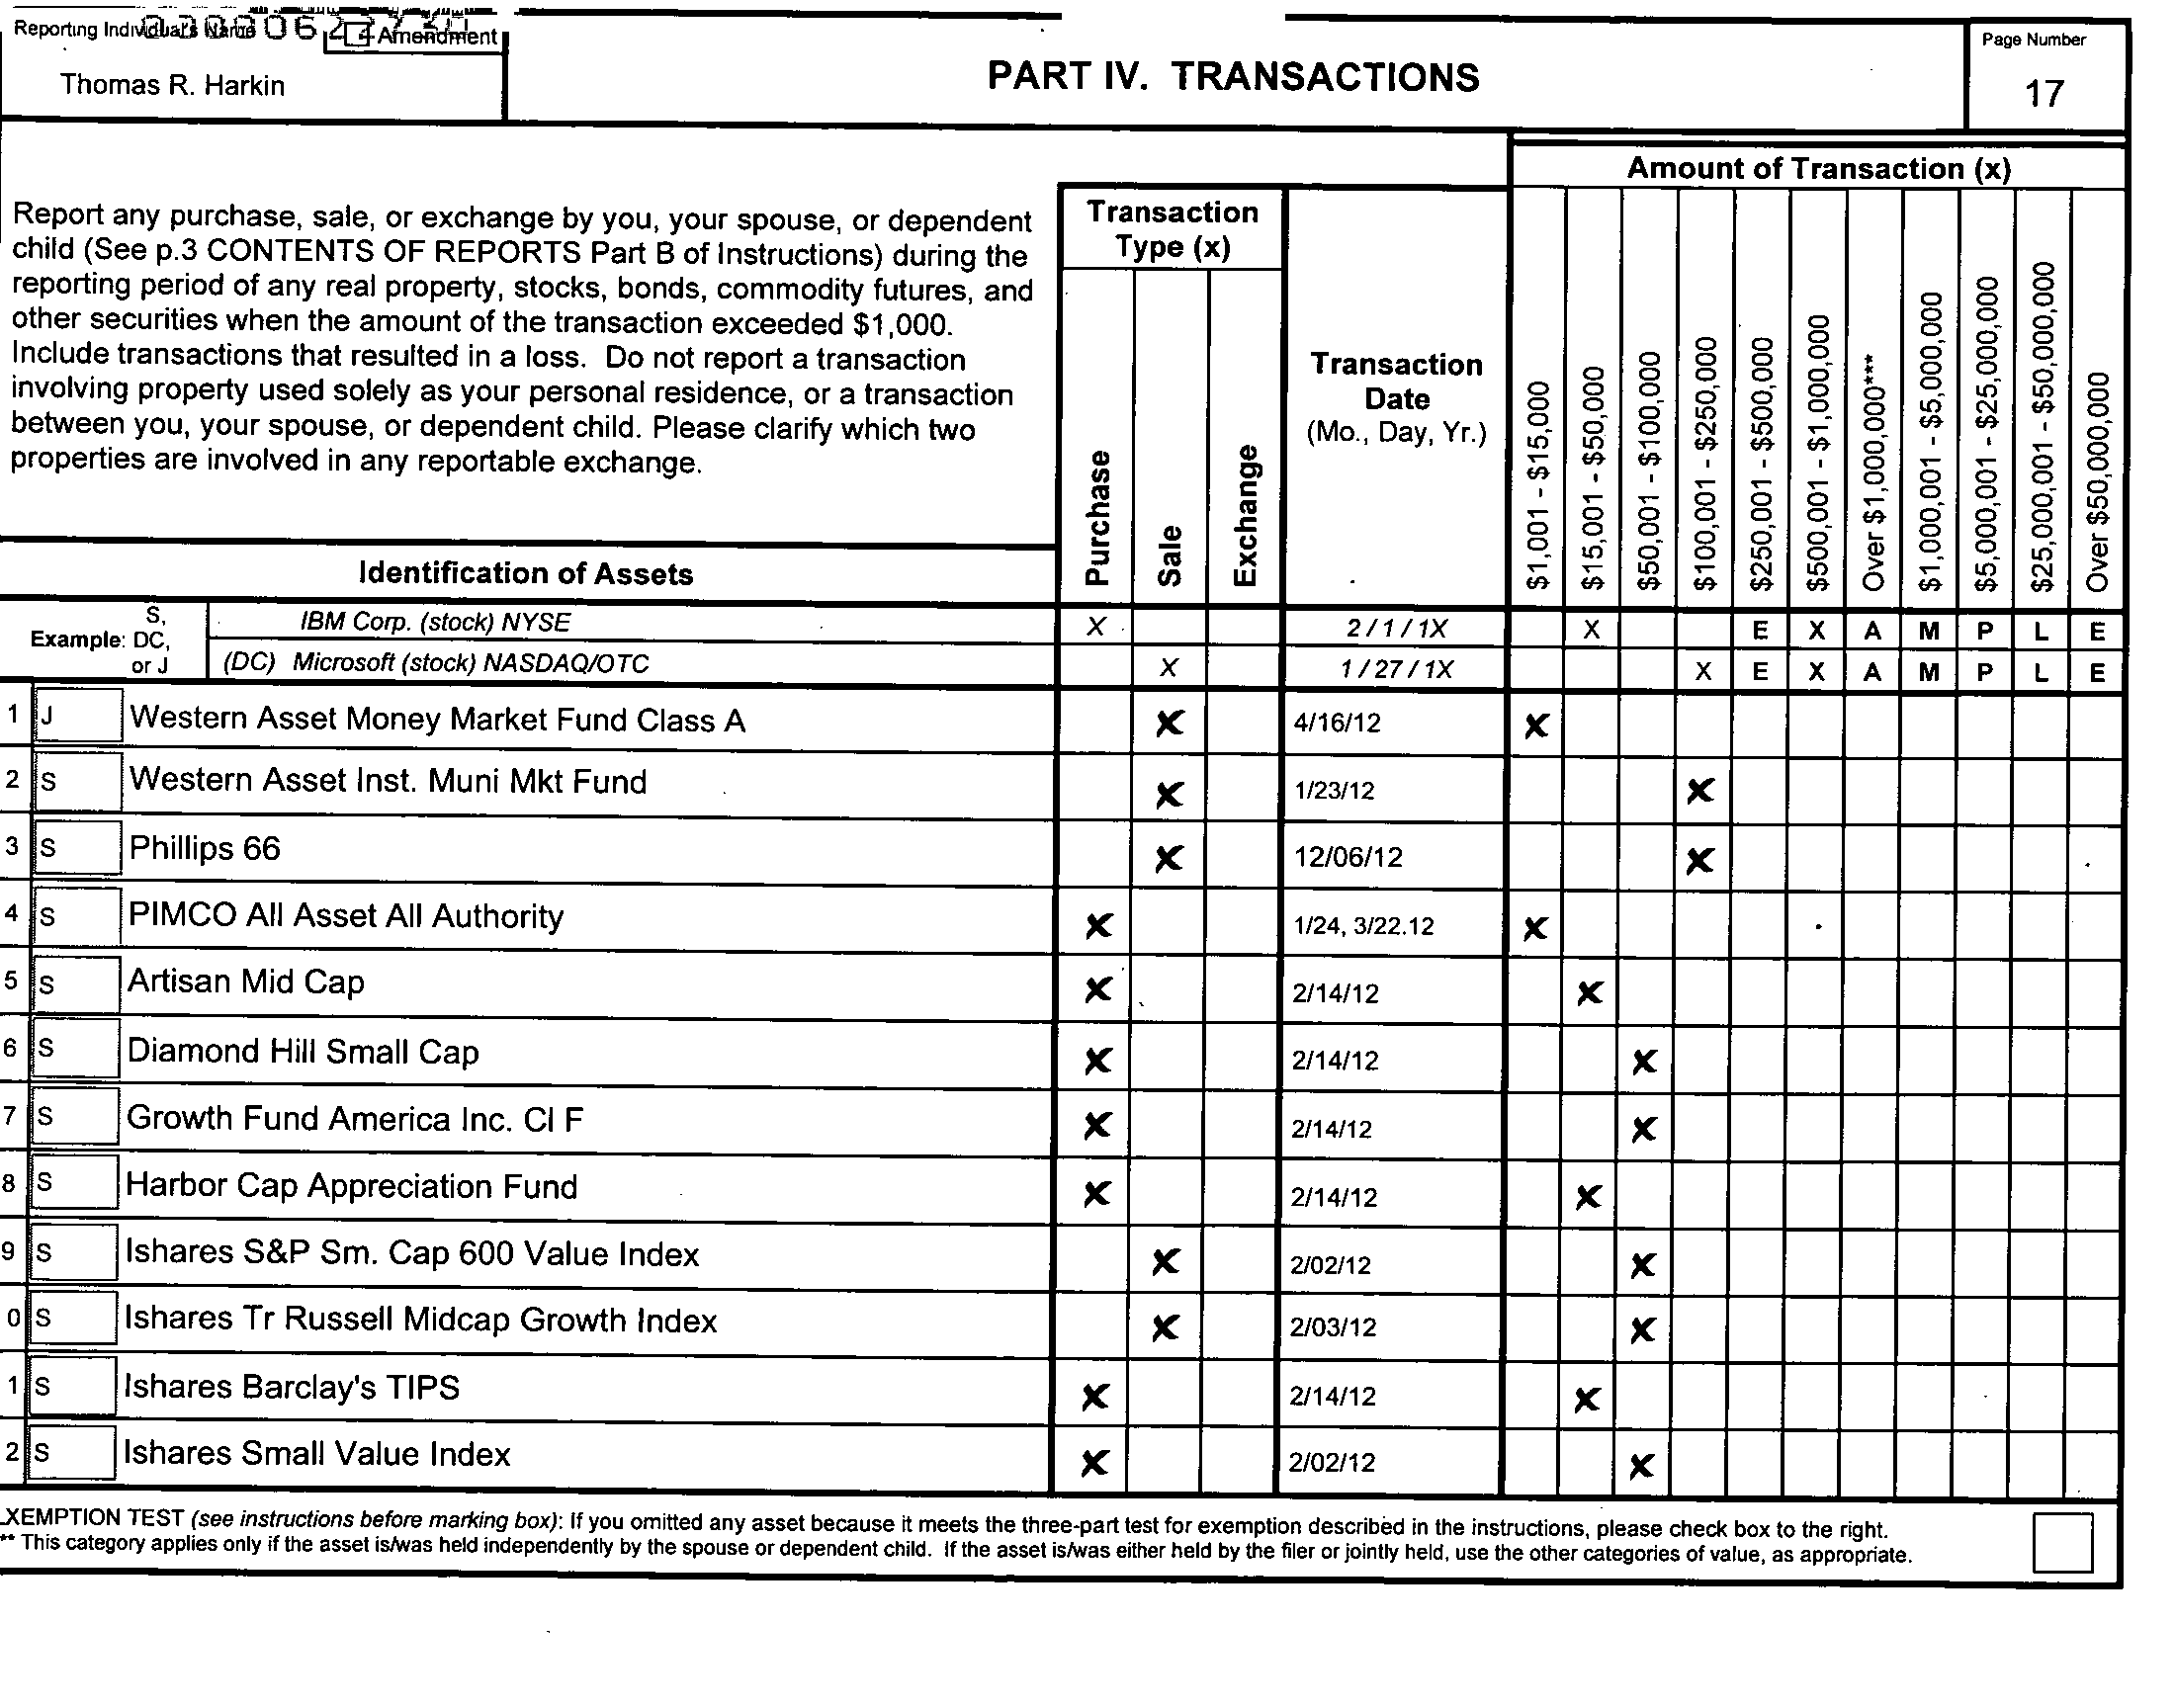 Reporting Individual's Name
Amendment
Thomas R. Harkin
PART IV. TRANSACTIONS
Page Number
17
Report any purchase, sale, or exchange by you, your spouse, or dependent
child (See p.3 CONTENTS OF REPORTS Part B of Instructions) during the
reporting period of any real property, stocks, bonds, commodity futures, and
other securities when the amount of the transaction exceeded $1,000.
Include transactions that resulted in a loss. Do not report a transaction
involving property used solely as your personal residence, or a transaction
between you, your spouse, or dependent child. Please clarify which two
properties are involved in any reportable exchange.
Identification of Assets
Transaction
Type (x)
Purchase
Sale
Exchange
Transaction
Date
(Mo., Day, Yr.)
Amount of Transaction (x)
$1,001 - $15,000
$15,001 - $50,000
$50,001 - $100,000
$100,001 - $250,000
$250,001 - $500,000
$500,001 - $1,000,000
Over $1,000,000***
$1,000,001 - $5,000,000
$5,000,001 - $25,000,000
$25,000,001 - $50,000,000
Over $50,000,000
Example: S, DC, or J
IBM Corp. (stock) NYSE X 2 / 1 / 1X X E X A M P L E
(DC) Microsoft (stock) NASDAQ/OTC X 1 / 27 / 1X X E X A M P L E
1 J Western Asset Money Market Fund Class A X 4/16/12 X
2 S Western Asset Inst. Muni Mkt Fund X 1/23/12 X
3 S Phillips 66 X 12/06/12 X
4 S PIMCO All Asset All Authority X 1/24, 3/22.12 X
5 S Artisan Mid Cap X 2/14/12 X
6 S Diamond Hill Small Cap X 2/14/12 X
7 S Growth Fund America Inc. Cl F X 2/14/12 X
8 S Harbor Cap Appreciation Fund X 2/14/12 X
9 S Ishares S&P Sm. Cap 600 Value Index X 2/02/12 X
0 S Ishares Tr Russell Midcap Growth Index X 2/03/12 X
1 S Ishares Barclay's TIPS X 2/14/12 X
2 S Ishares Small Value Index X 2/02/12 X
XEMPTION TEST (see instructions before marking box): If you omitted any asset because it meets the three-part test for exemption described in the instructions, please check box to the right.
** This category applies only if the asset is/was held independently by the spouse or dependent child. If the asset is/was either held by the filer or jointly held, use the other categories of value, as appropriate.